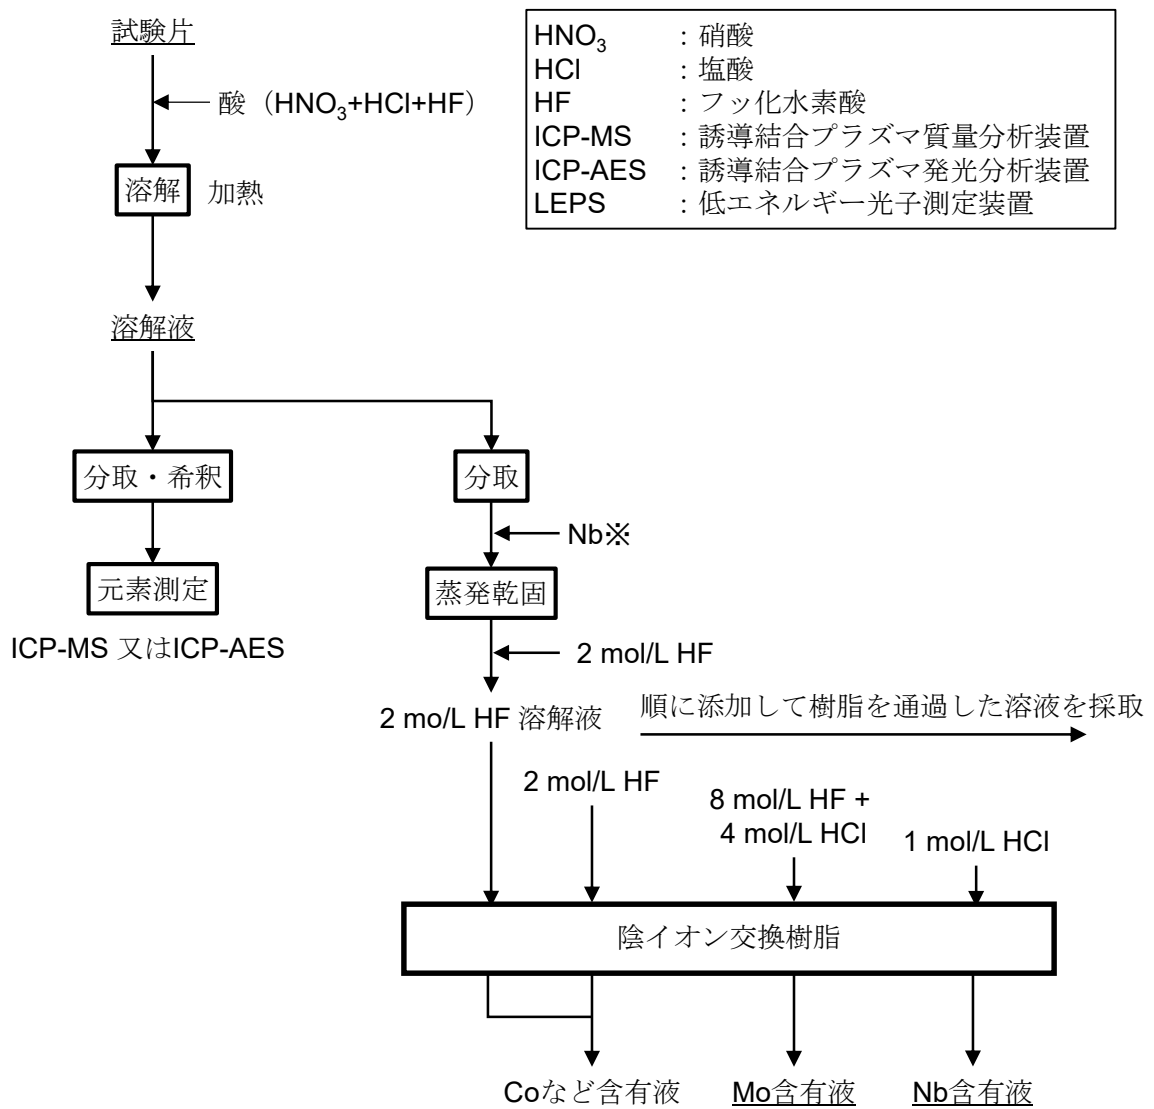 試験片
酸（HNO₃+HCl+HF）
溶解 加熱
溶解液
HNO₃ ：硝酸
HCl ：塩酸
HF ：フッ化水素酸
ICP-MS ：誘導結合プラズマ質量分析装置
ICP-AES ：誘導結合プラズマ発光分析装置
LEPS ：低エネルギー光子測定装置
分取・希釈
元素測定
ICP-MS 又はICP-AES
分取
Nb※
蒸発乾固
2 mol/L HF
2 mo/L HF 溶解液
順に添加して樹脂を通過した溶液を採取
2 mol/L HF
8 mol/L HF +
4 mol/L HCl
1 mol/L HCl
陰イオン交換樹脂
Coなど含有液
Mo含有液
Nb含有液